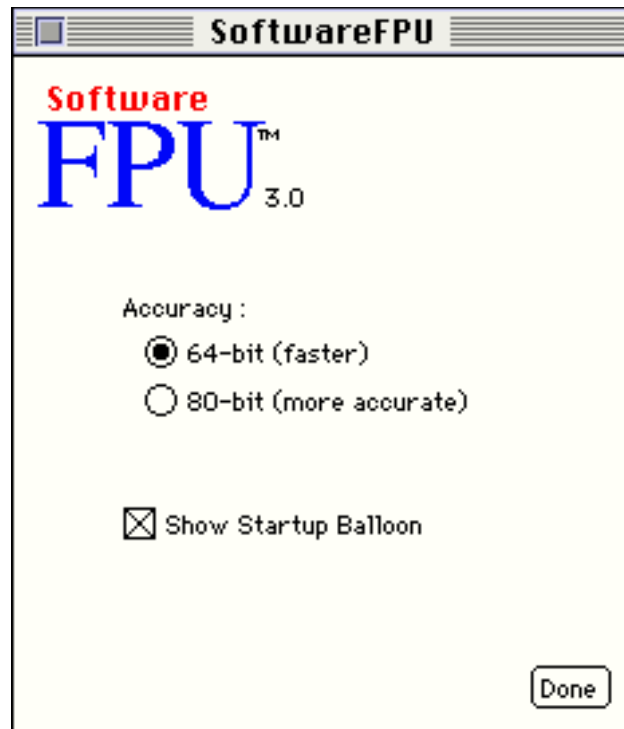 SoftwareFPU
Software
FPU™
3.0
Accuracy :
64-bit (faster)
80-bit (more accurate)
Show Startup Balloon
Done